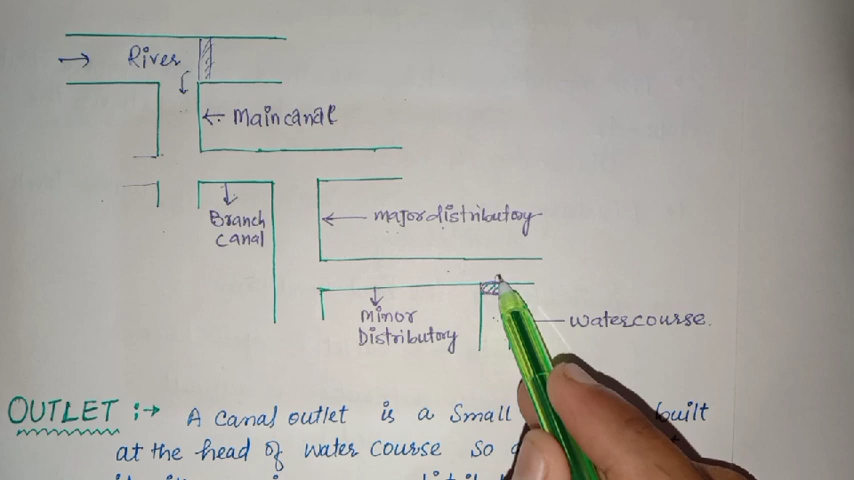 River
Main canal
Branch
canal
major distributory
Minor
Distributory
watercourse.
OUTLET :→ A canal outlet is a small built
at the head of water course so